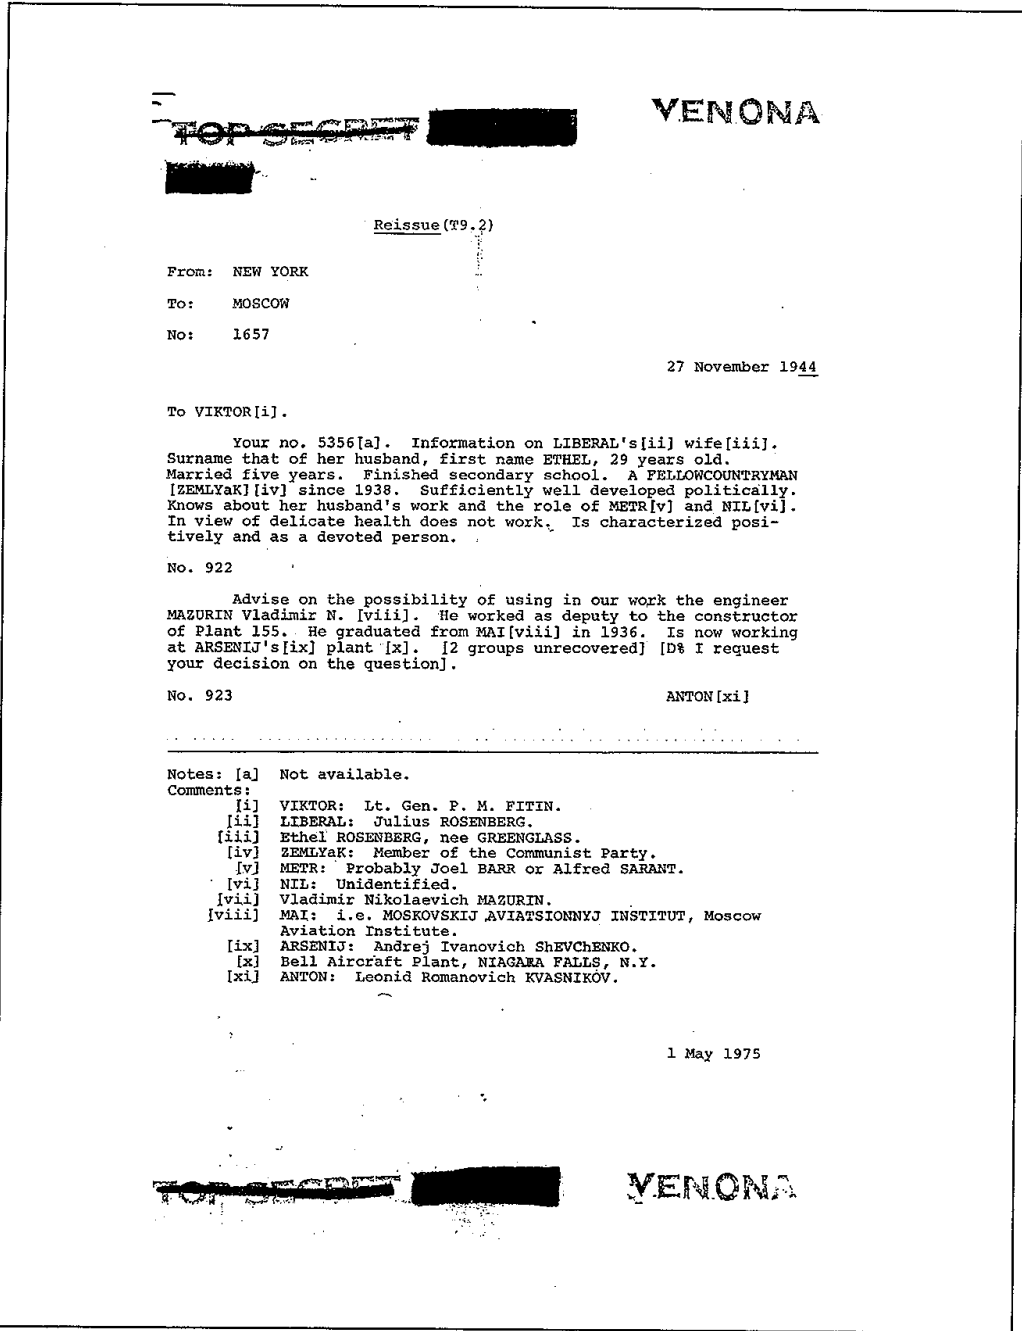 TOP SECRET
VENONA
Reissue(T9.2)
From: NEW YORK
To: MOSCOW
No: 1657
27 November 1944
To VIKTOR[i].
Your no. 5356[a]. Information on LIBERAL's[ii] wife[iii].
Surname that of her husband, first name ETHEL, 29 years old.
Married five years. Finished secondary school. A FELLOWCOUNTRYMAN
[ZEMLYaK][iv] since 1938. Sufficiently well developed politically.
Knows about her husband's work and the role of METR[v] and NIL[vi].
In view of delicate health does not work. Is characterized posi-
tively and as a devoted person.
No. 922
Advise on the possibility of using in our work the engineer
MAZURIN Vladimir N. [viii]. He worked as deputy to the constructor
of Plant 155. He graduated from MAI[viii] in 1936. Is now working
at ARSENIJ's[ix] plant [x]. [2 groups unrecovered] [D% I request
your decision on the question].
No. 923
ANTON[xi]
Notes: [a] Not available.
Comments:
[i] VIKTOR: Lt. Gen. P. M. FITIN.
[ii] LIBERAL: Julius ROSENBERG.
[iii] Ethel ROSENBERG, nee GREENGLASS.
[iv] ZEMLYaK: Member of the Communist Party.
[v] METR: Probably Joel BARR or Alfred SARANT.
[vi] NIL: Unidentified.
[vii] Vladimir Nikolaevich MAZURIN.
[viii] MAI: i.e. MOSKOVSKIJ AVIATSIONNYJ INSTITUT, Moscow
Aviation Institute.
[ix] ARSENIJ: Andrej Ivanovich ShEVChENKO.
[x] Bell Aircraft Plant, NIAGARA FALLS, N.Y.
[xi] ANTON: Leonid Romanovich KVASNIKOV.
1 May 1975
TOP SECRET
VENONA